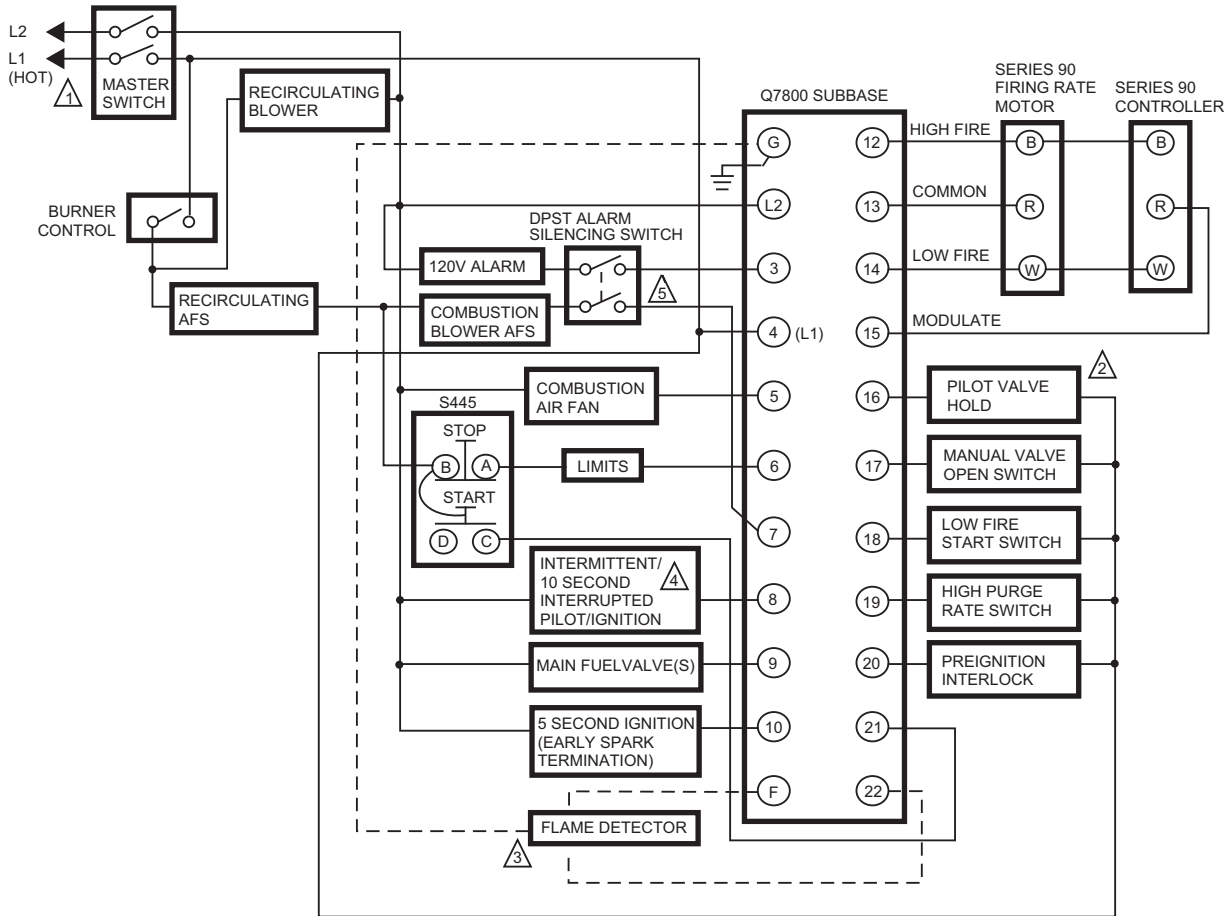 L2
L1
(HOT)
1
MASTER
SWITCH
RECIRCULATING
BLOWER
BURNER
CONTROL
RECIRCULATING
AFS
120V ALARM
COMBUSTION
BLOWER AFS
DPST ALARM
SILENCING SWITCH
5
COMBUSTION
AIR FAN
S445
STOP
B
A
START
D
C
LIMITS
INTERMITTENT/
10 SECOND
INTERRUPTED
PILOT/IGNITION
4
MAIN FUELVALVE(S)
5 SECOND IGNITION
(EARLY SPARK
TERMINATION)
FLAME DETECTOR
3
Q7800 SUBBASE
G
L2
3
4
(L1)
5
6
7
8
9
10
F
12
13
14
15
16
17
18
19
20
21
22
HIGH FIRE
COMMON
LOW FIRE
MODULATE
SERIES 90
FIRING RATE
MOTOR
B
R
W
SERIES 90
CONTROLLER
B
R
W
2
PILOT VALVE
HOLD
MANUAL VALVE
OPEN SWITCH
LOW FIRE
START SWITCH
HIGH PURGE
RATE SWITCH
PREIGNITION
INTERLOCK